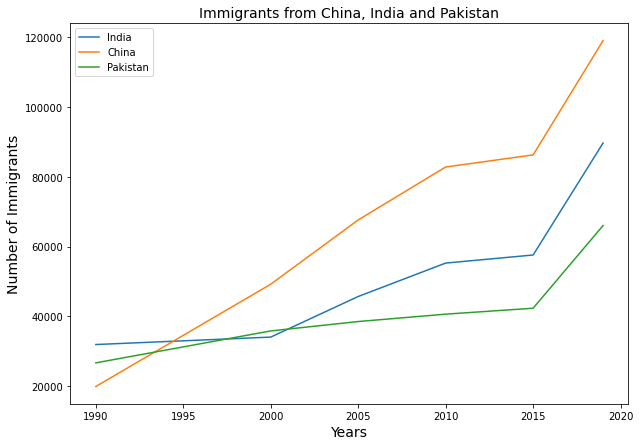 Immigrants from China, India and Pakistan
India
China
Pakistan
Number of Immigrants
120000
100000
80000
60000
40000
20000
1990 1995 2000 2005 2010 2015 2020
Years